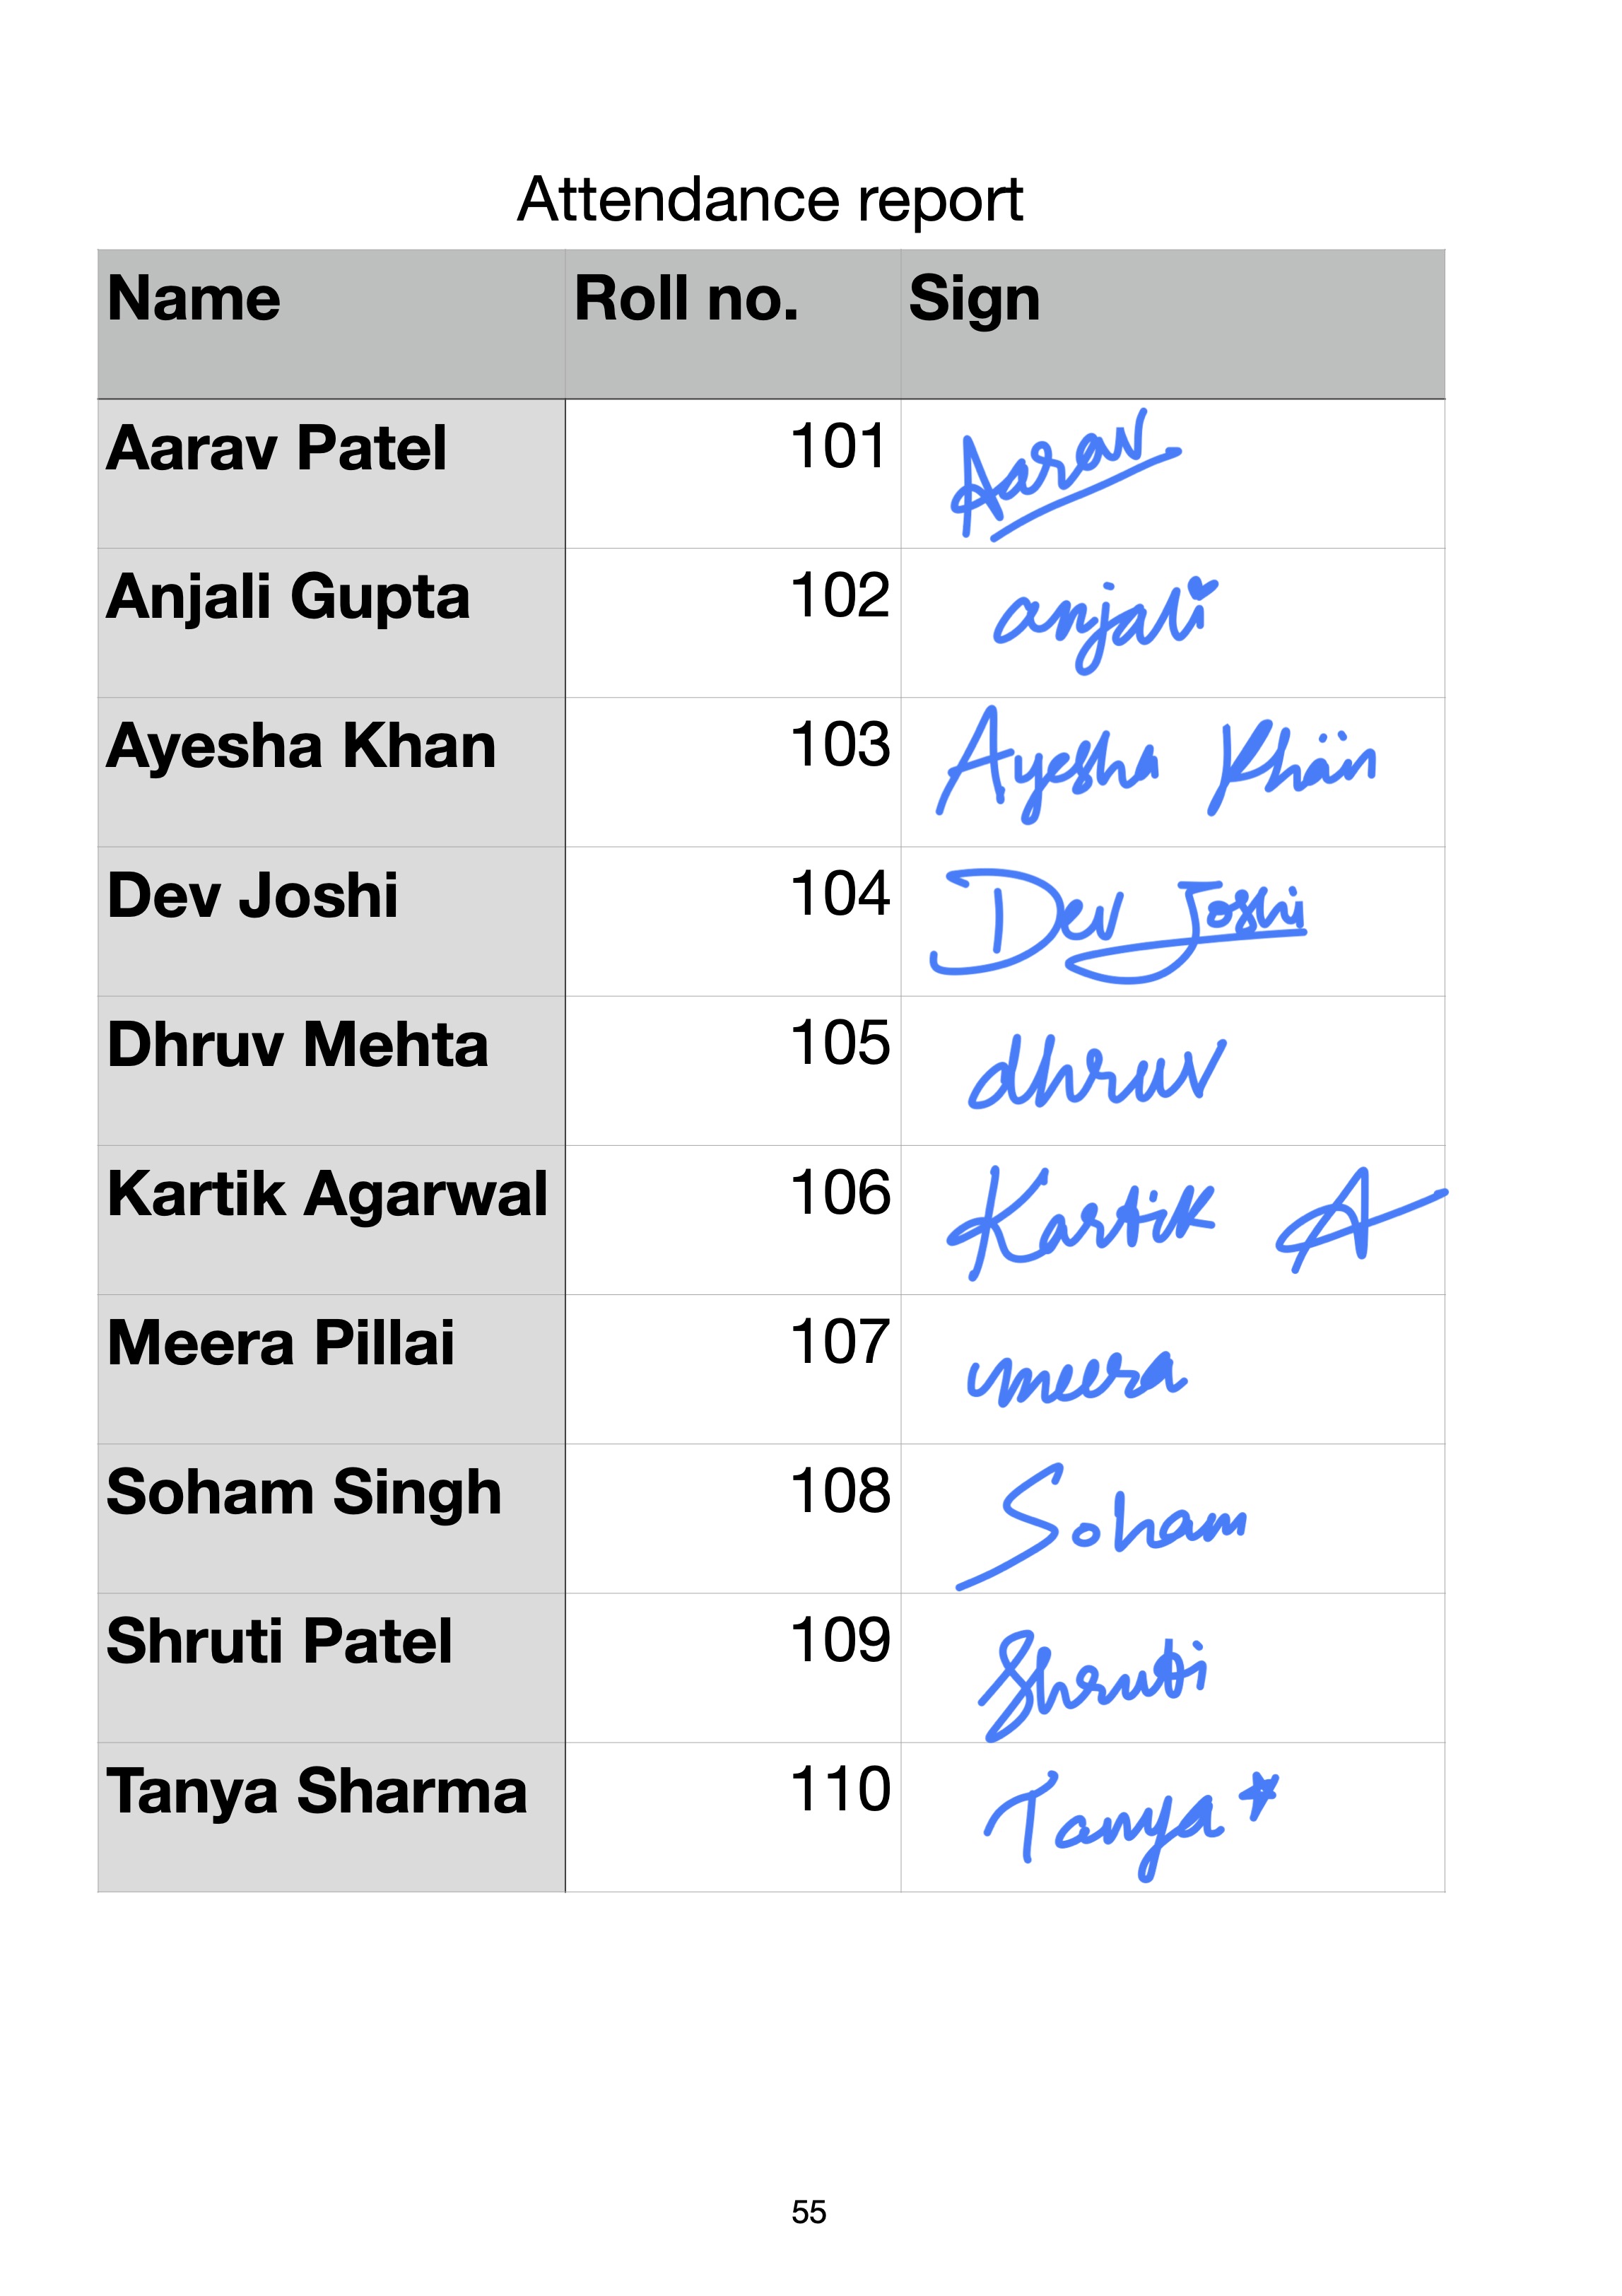 Attendance report
Name Roll no. Sign
Aarav Patel 101 Aarav
Anjali Gupta 102 anjali
Ayesha Khan 103 Ayesha Khan
Dev Joshi 104 Dev Joshi
Dhruv Mehta 105 dhruv
Kartik Agarwal 106 Kartik A
Meera Pillai 107 meera
Soham Singh 108 Soham
Shruti Patel 109 Shruti
Tanya Sharma 110 Tanya*
55